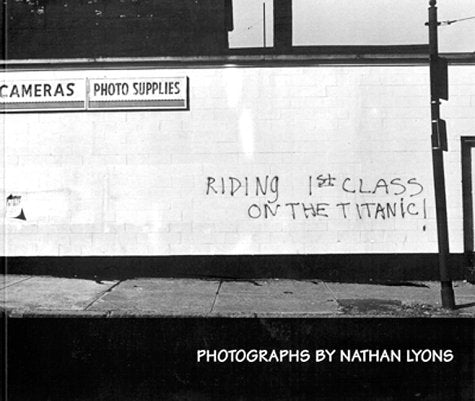 CAMERAS
PHOTO SUPPLIES
RIDING 1st CLASS
ON THE TITANIC!
PHOTOGRAPHS BY NATHAN LYONS